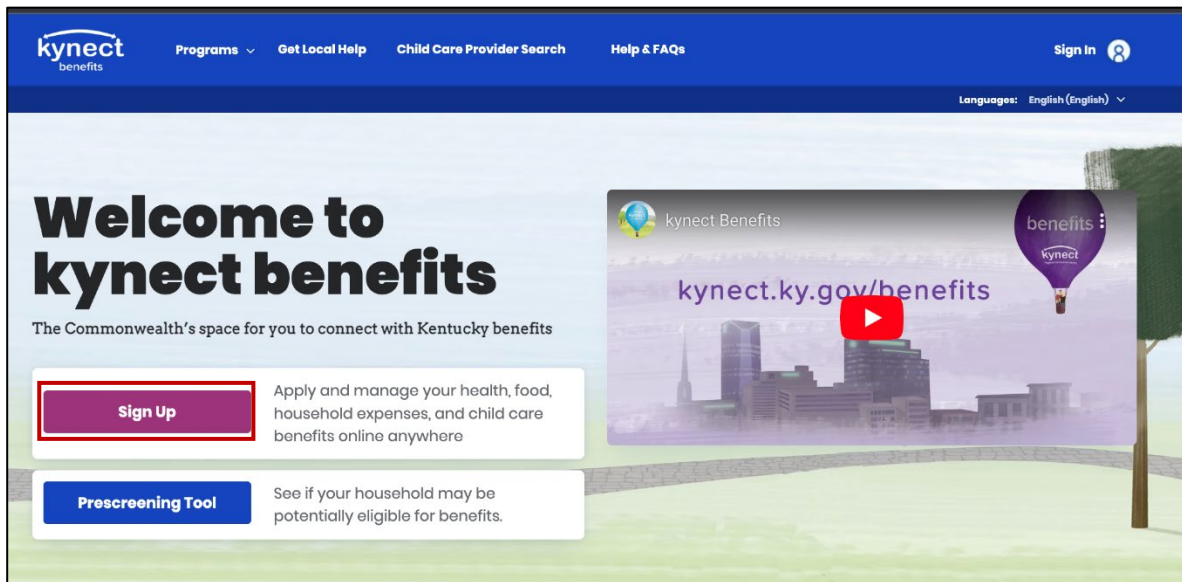 kynect
benefits
Programs
Get Local Help
Child Care Provider Search
Help & FAQs
Sign In
Languages: English (English)
Welcome to
kynect benefits
The Commonwealth's space for you to connect with Kentucky benefits
Sign Up
Apply and manage your health, food,
household expenses, and child care
benefits online anywhere
Prescreening Tool
See if your household may be
potentially eligible for benefits.
kynect Benefits
benefits
kynect
kynect.ky.gov/benefits